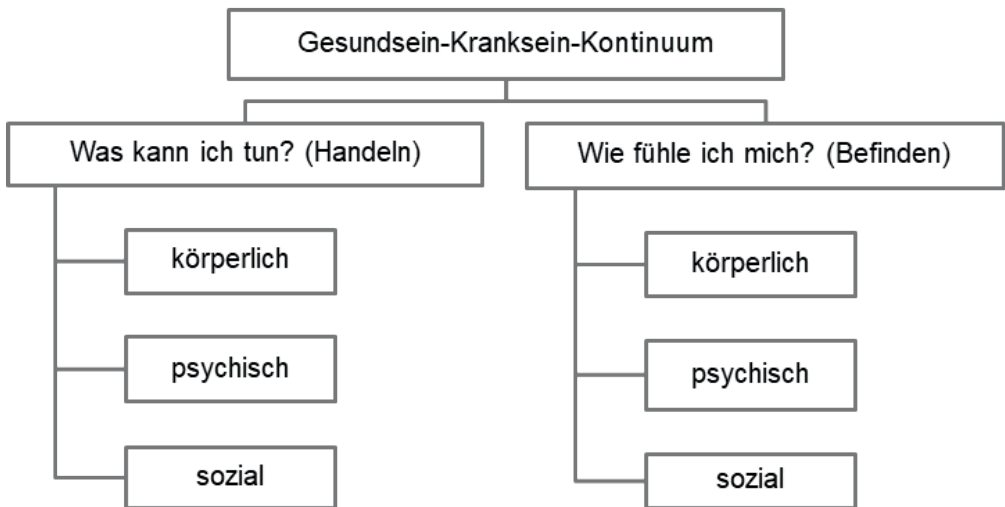 Gesundsein-Kranksein-Kontinuum
Was kann ich tun? (Handeln)
körperlich
psychisch
sozial
Wie fühle ich mich? (Befinden)
körperlich
psychisch
sozial